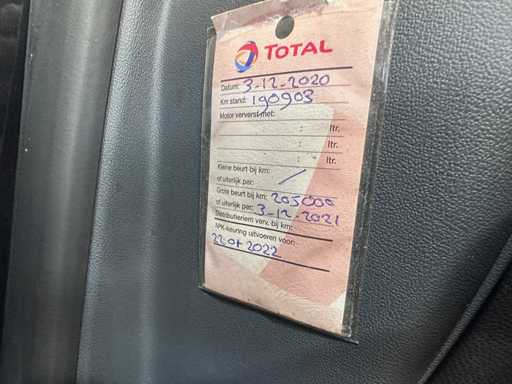 TOTAL
Datum: 3-12-2020
Km stand: 190903
Motor ververst met:
: ltr.
: ltr.
: ltr.
Kleine beurt bij km: /
of uiterlijk per:
Grote beurt bij km: 205000
of uiterlijk per: 3-12-2021
Distributieriem verv. bij km:
APK-keuring uitvoeren voor:
22-01-2022